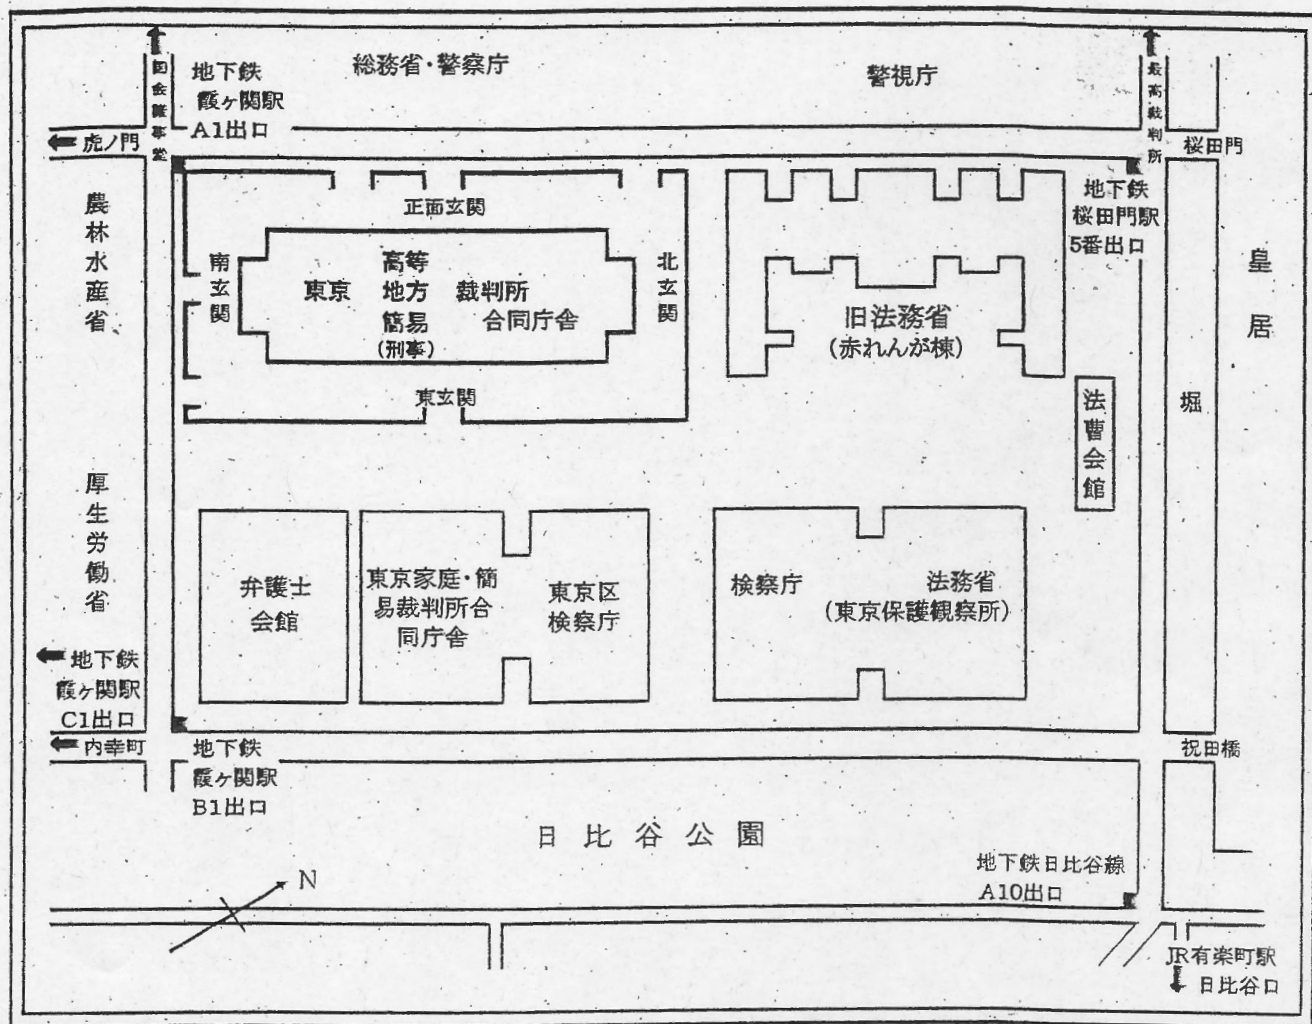 国会議事堂
地下鉄
霞ヶ関駅
A1出口
総務省・警察庁
警視庁
最高裁判所
虎ノ門
桜田門
農林水産省
正面玄関
南玄関
東京
高等
地方
簡易
(刑事)
裁判所
合同庁舎
北玄関
東玄関
旧法務省
(赤れんが棟)
地下鉄
桜田門駅
5番出口
皇居
法曹会館
堀
厚生労働省
弁護士
会館
東京家庭・簡
易裁判所合
同庁舎
東京区
検察庁
検察庁
法務省
(東京保護観察所)
地下鉄
霞ヶ関駅
C1出口
内幸町
地下鉄
霞ヶ関駅
B1出口
祝田橋
日比谷公園
地下鉄日比谷線
A10出口
N
JR有楽町駅
日比谷口